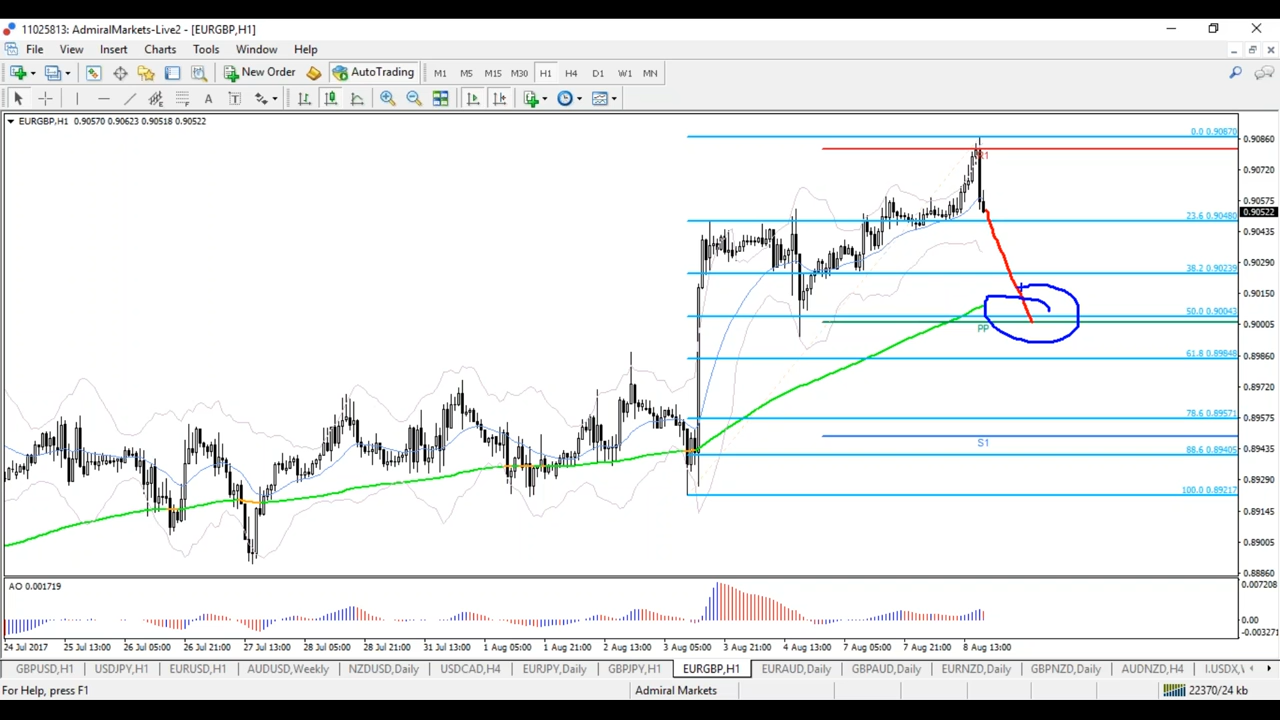 11025813: AdmiralMarkets-Live2 - [EURGBP,H1]
File View Insert Charts Tools Window Help
New Order AutoTrading M1 M5 M15 M30 H1 H4 D1 W1 MN
A T
EURGBP,H1 0.90570 0.90623 0.90518 0.90522
0.0 0.90870
0.90860
R1
0.90720
0.90575
0.90522
23.6 0.90480
0.90435
38.2 0.90239
0.90290
0.90150
50.0 0.90043
PP
0.90005
61.8 0.89848
0.89860
0.89720
78.6 0.89571
0.89575
S1
88.6 0.89405
0.89435
0.89290
100.0 0.89217
0.89145
0.89005
0.88860
AO 0.001719
0.007208
0.00
-0.003271
24 Jul 2017 25 Jul 13:00 26 Jul 05:00 26 Jul 21:00 27 Jul 13:00 28 Jul 05:00 28 Jul 21:00 31 Jul 13:00 1 Aug 05:00 1 Aug 21:00 2 Aug 13:00 3 Aug 05:00 3 Aug 21:00 4 Aug 13:00 7 Aug 05:00 7 Aug 21:00 8 Aug 13:00
GBPUSD,H1 USDJPY,H1 EURUSD,H1 AUDUSD,Weekly NZDUSD,Daily USDCAD,H4 EURJPY,Daily GBPJPY,H1 EURGBP,H1 EURAUD,Daily GBPAUD,Daily EURNZD,Daily GBPNZD,Daily AUDNZD,H4
For Help, press F1 Admiral Markets 22370/24 kb